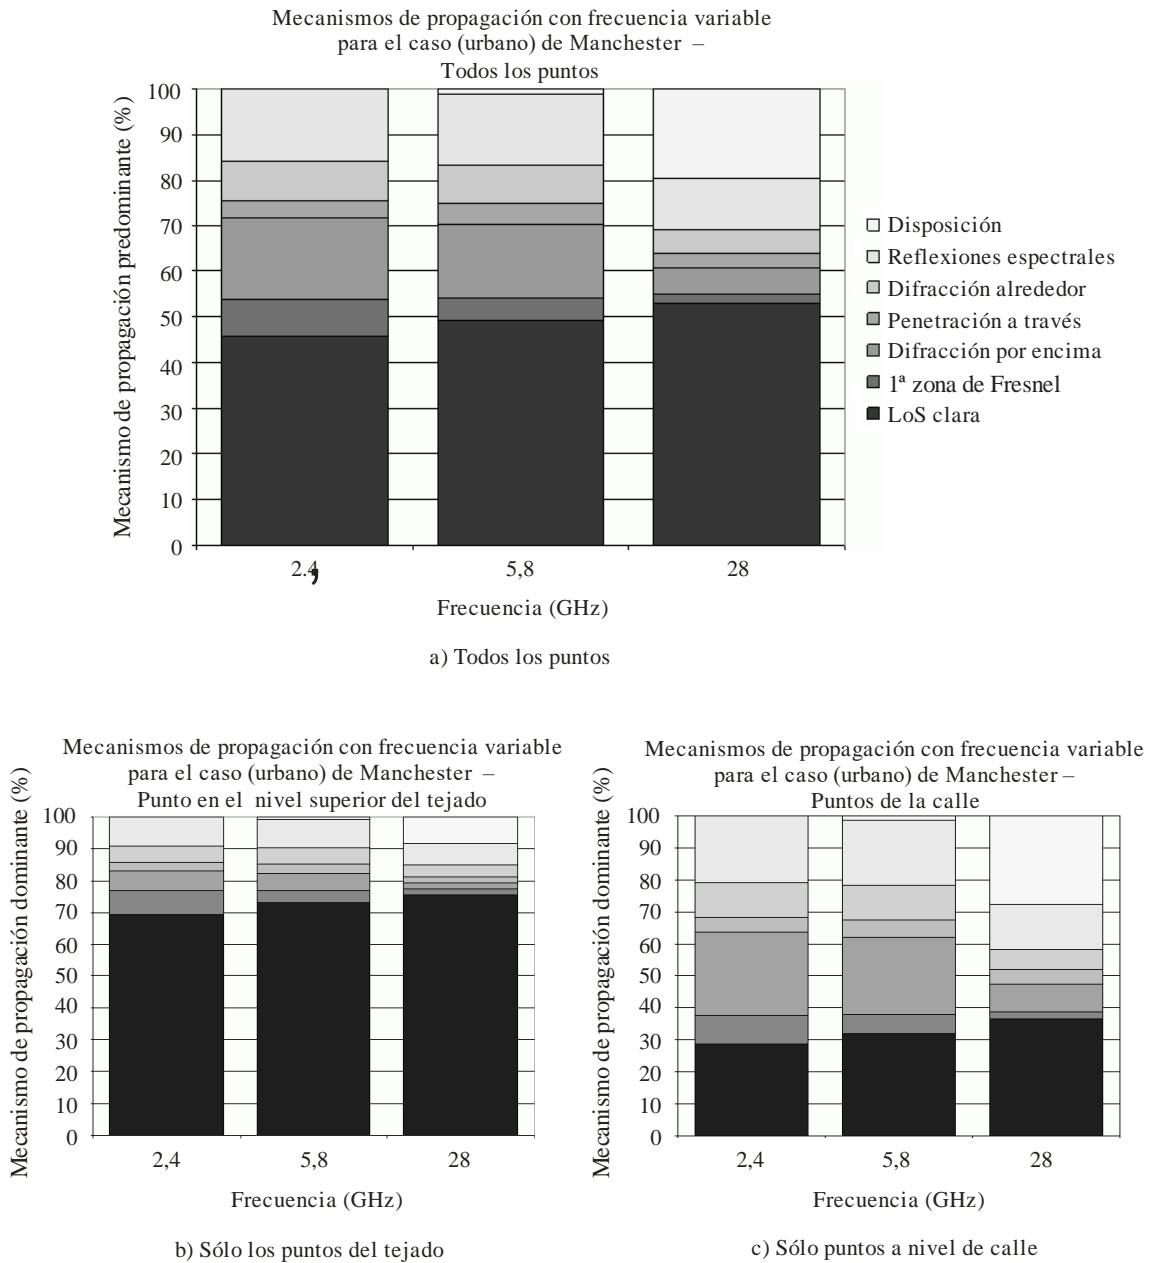 Mecanismos de propagación con frecuencia variable
para el caso (urbano) de Manchester –
Todos los puntos
Mecanismo de propagación predominante (%)
100
90
80
70
60
50
40
30
20
10
0
2.4,
5,8
28
Frecuencia (GHz)
Disposición
Reflexiones espectrales
Difracción alrededor
Penetración a través
Difracción por encima
1ª zona de Fresnel
LoS clara
a) Todos los puntos
Mecanismos de propagación con frecuencia variable
para el caso (urbano) de Manchester –
Punto en el nivel superior del tejado
Mecanismo de propagación dominante (%)
100
90
80
70
60
50
40
30
20
10
0
2,4
5,8
28
Frecuencia (GHz)
b) Sólo los puntos del tejado
Mecanismos de propagación con frecuencia variable
para el caso (urbano) de Manchester –
Puntos de la calle
Mecanismo de propagación dominante (%)
100
90
80
70
60
50
40
30
20
10
0
2,4
5,8
28
Frecuencia (GHz)
c) Sólo puntos a nivel de calle